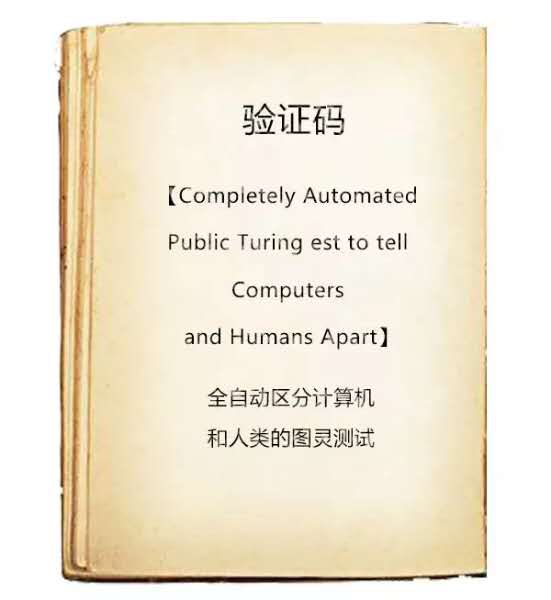 验证码
【Completely Automated
Public Turing est to tell
Computers
and Humans Apart】
全自动区分计算机
和人类的图灵测试